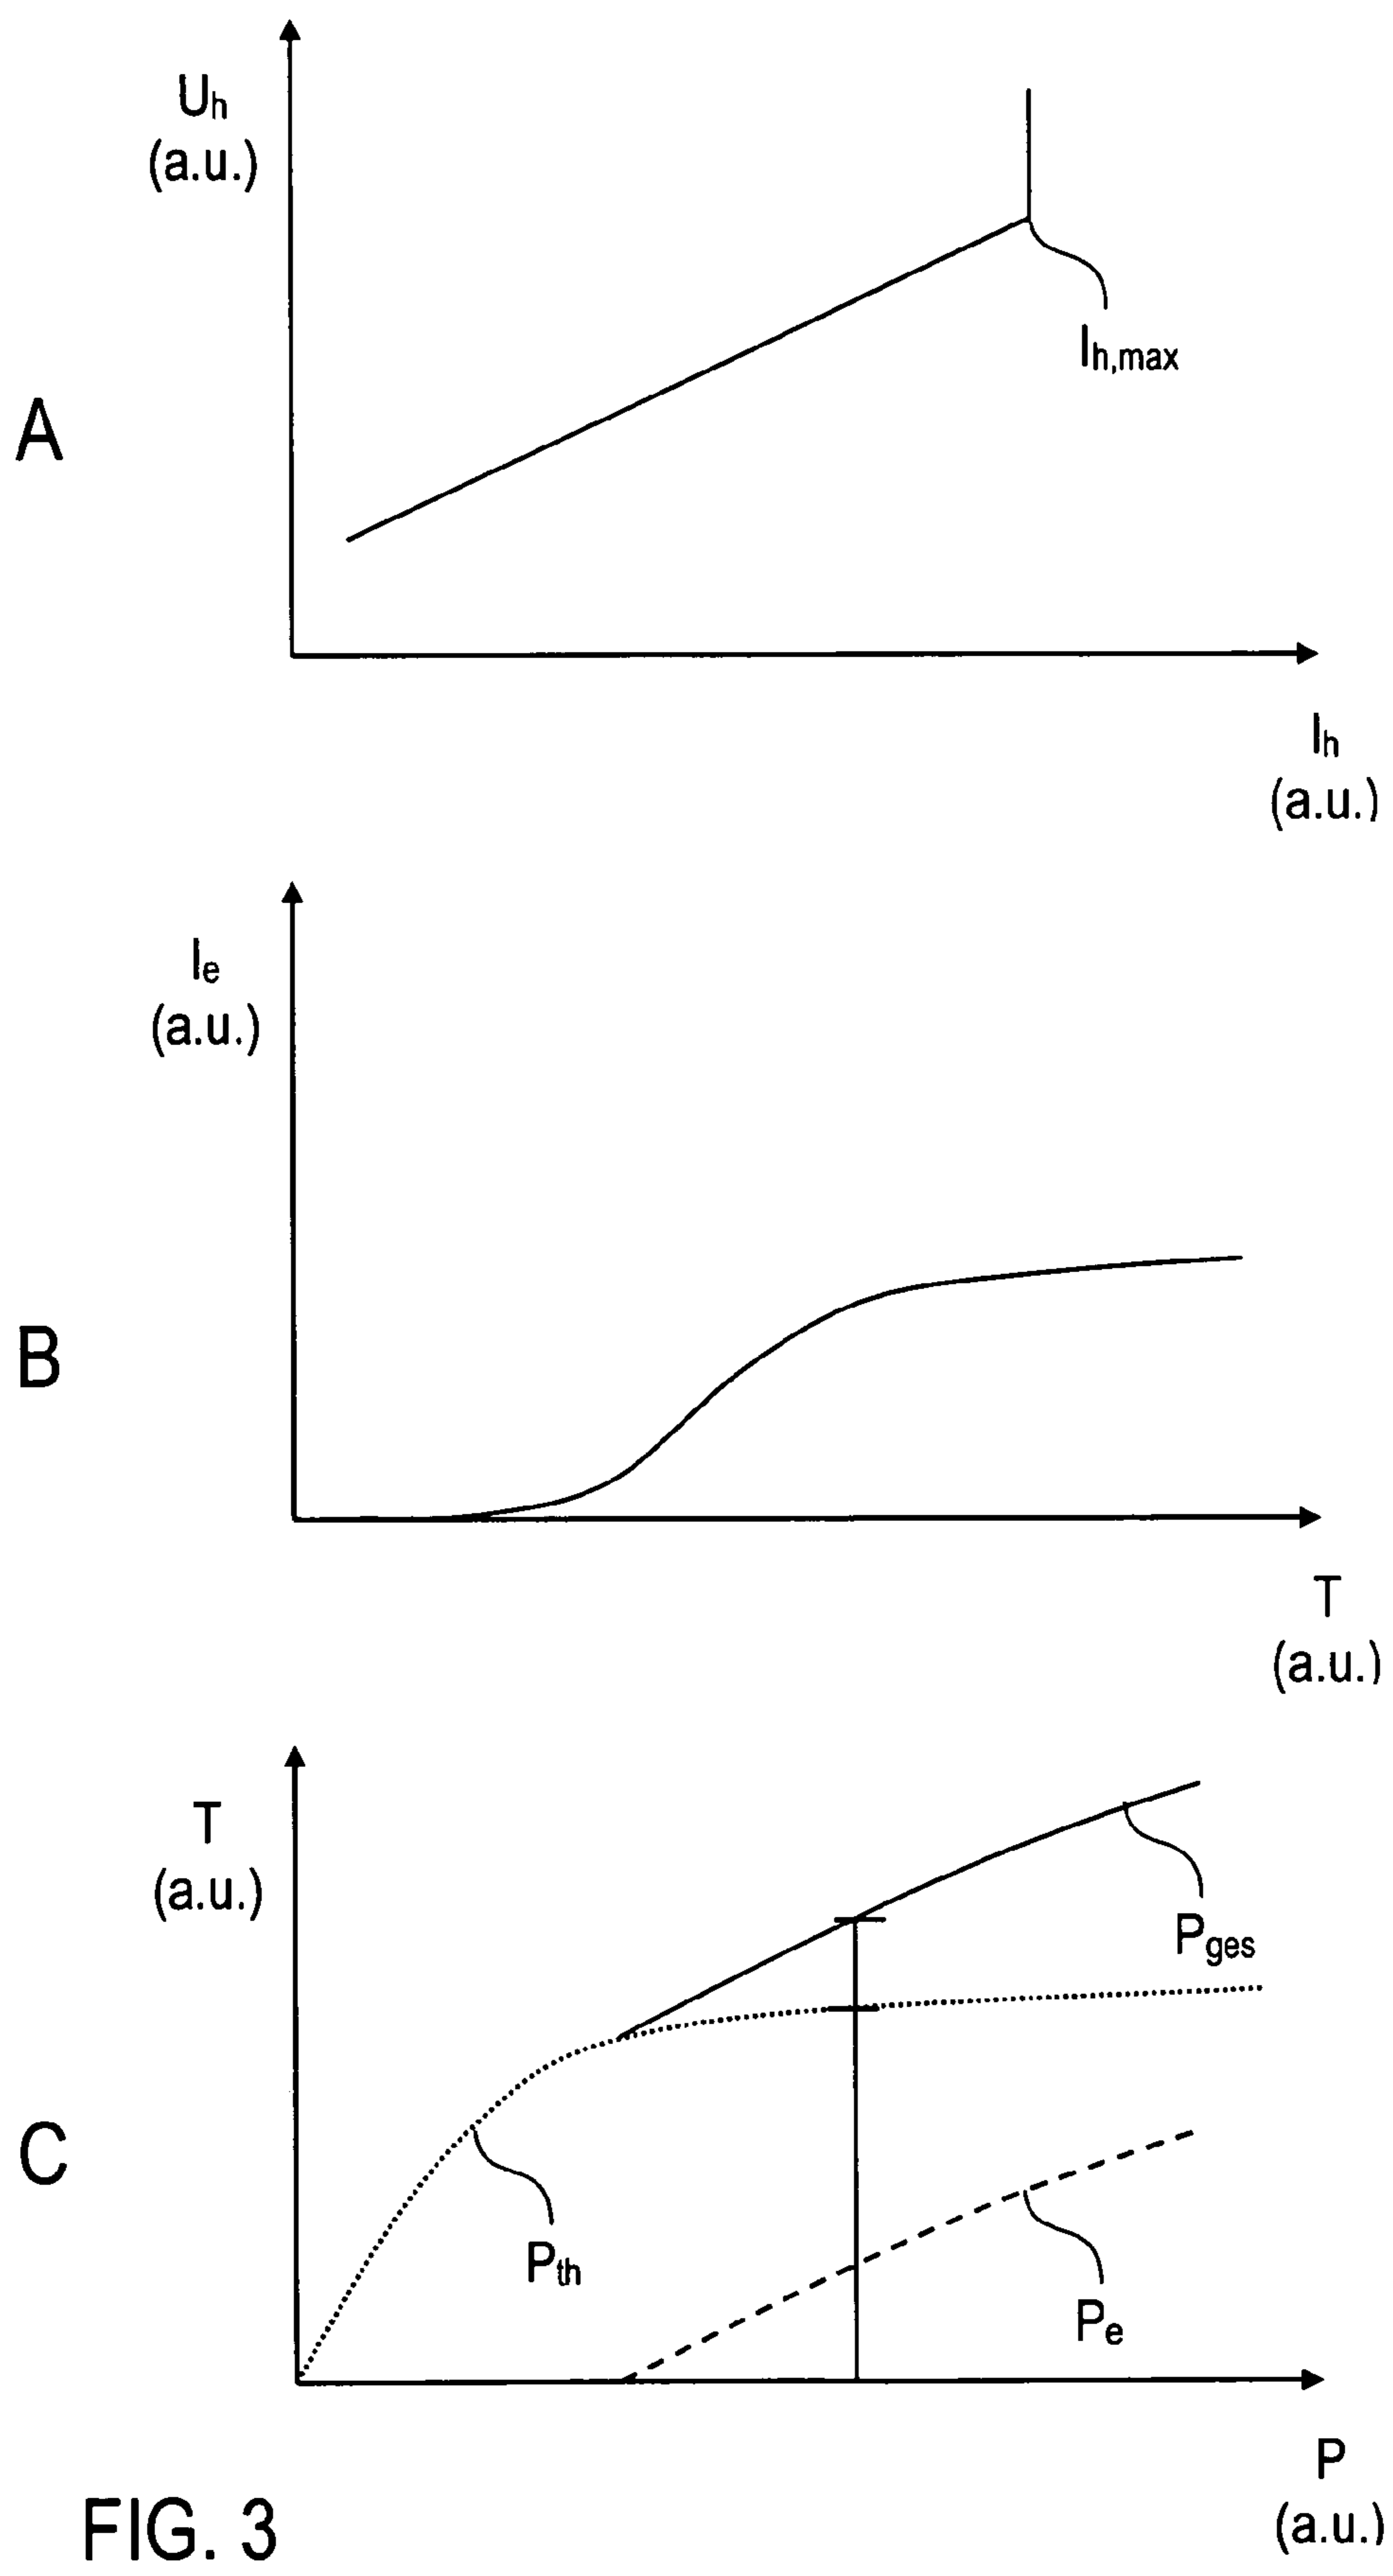 Uh
(a.u.)
Ih,max
A
Ih
(a.u.)
Ie
(a.u.)
B
T
(a.u.)
T
(a.u.)
Pges
C
Pth
Pe
P
(a.u.)
FIG. 3